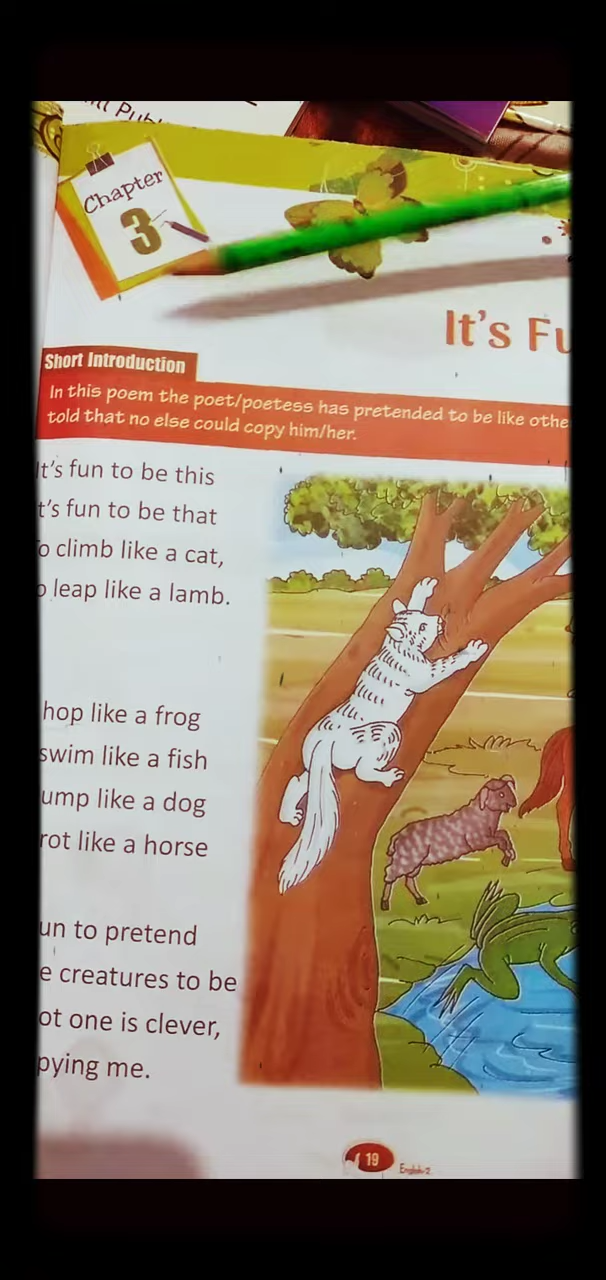 Chapter
3
It's Fu
Short Introduction
In this poem the poet/poetess has pretended to be like othe
told that no else could copy him/her.
It's fun to be this
t's fun to be that
o climb like a cat,
o leap like a lamb.
hop like a frog
swim like a fish
ump like a dog
rot like a horse
un to pretend
e creatures to be
ot one is clever,
pying me.
19
English-2